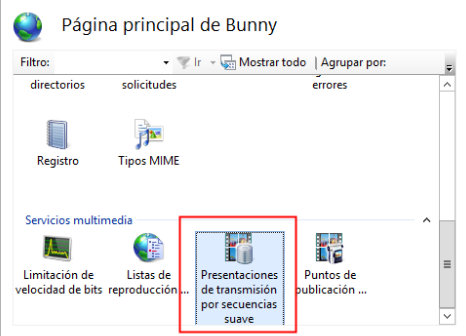 Página principal de Bunny
Filtro: Ir Mostrar todo Agrupar por:
directorios solicitudes errores
Registro Tipos MIME
Servicios multimedia
Limitación de Listas de Presentaciones Puntos de
velocidad de bits reproducción ... de transmisión publicación ...
por secuencias
suave